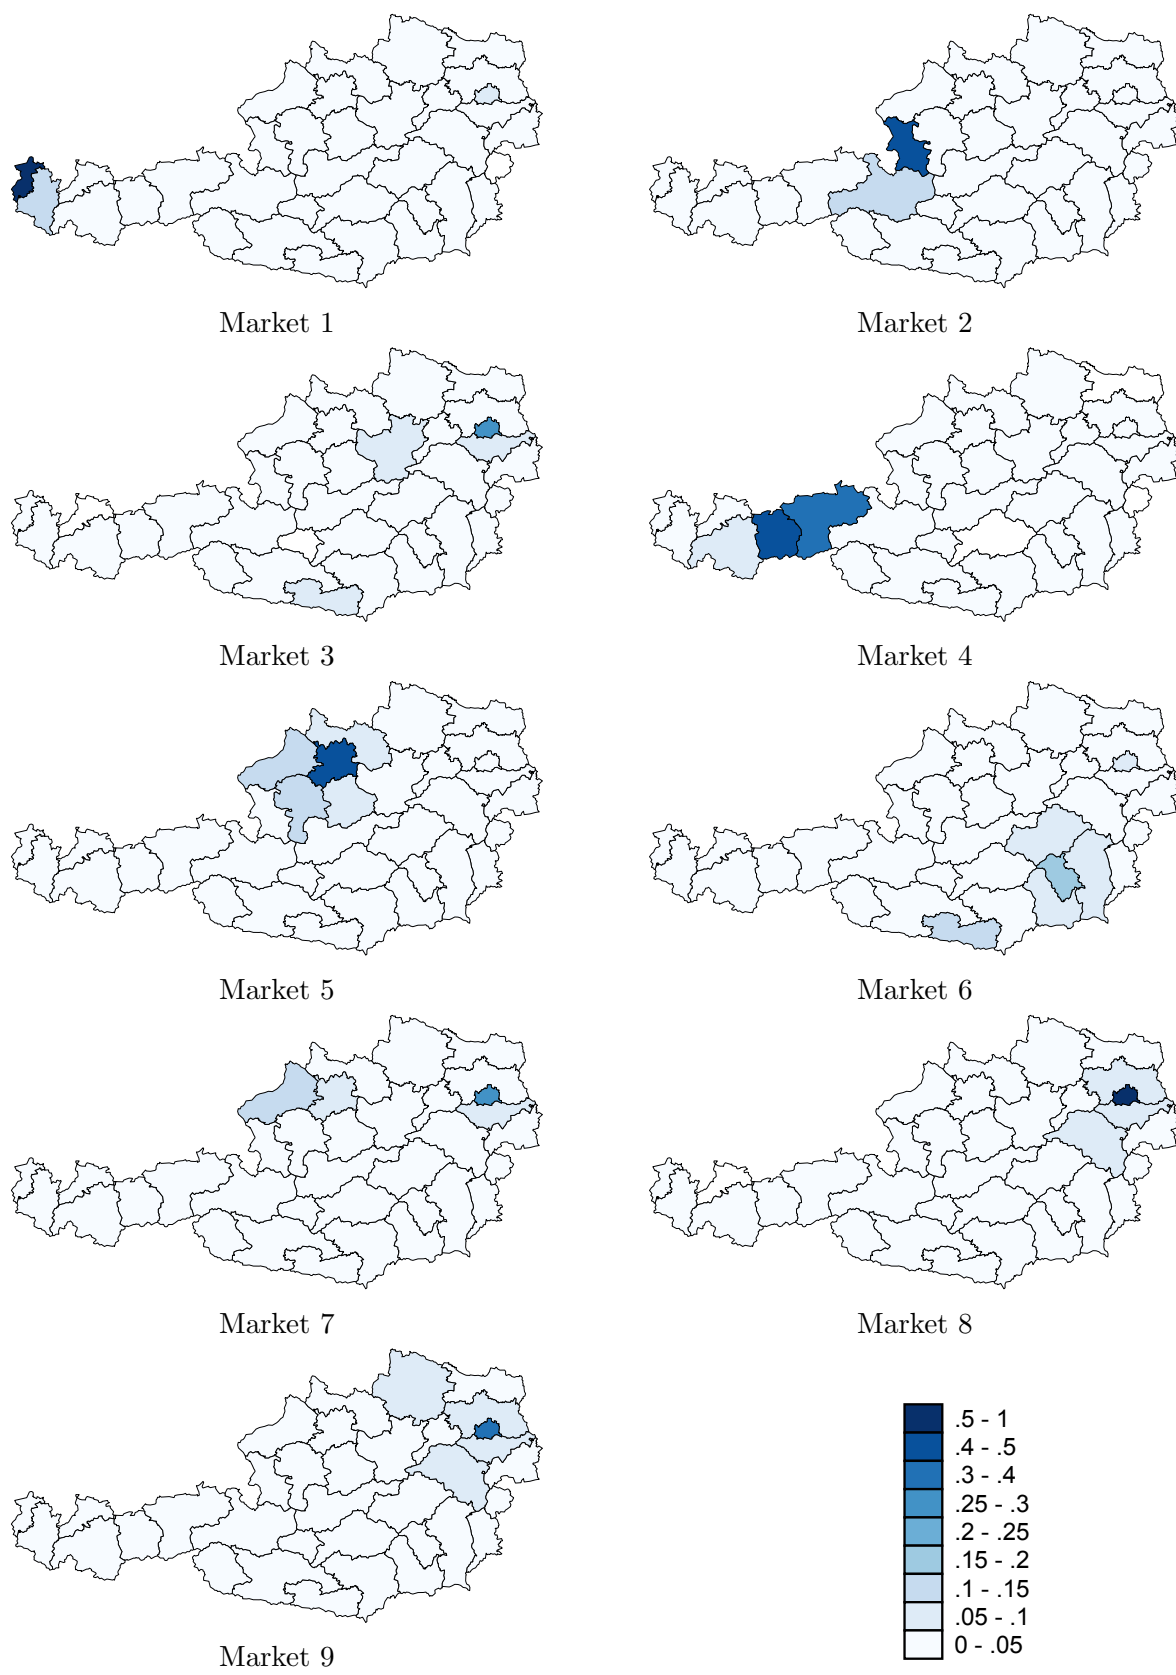 Market 1
Market 2
Market 3
Market 4
Market 5
Market 6
Market 7
Market 8
Market 9
.5 - 1
.4 - .5
.3 - .4
.25 - .3
.2 - .25
.15 - .2
.1 - .15
.05 - .1
0 - .05